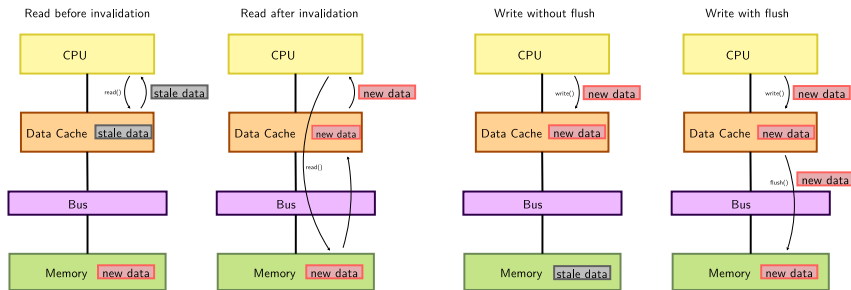 Read before invalidation
CPU
read()
stale data
Data Cache
stale data
Bus
Memory
new data
Read after invalidation
CPU
new data
Data Cache
new data
read()
Bus
Memory
new data
Write without flush
CPU
write()
new data
Data Cache
new data
Bus
Memory
stale data
Write with flush
CPU
write()
new data
Data Cache
new data
flush()
new data
Bus
Memory
new data